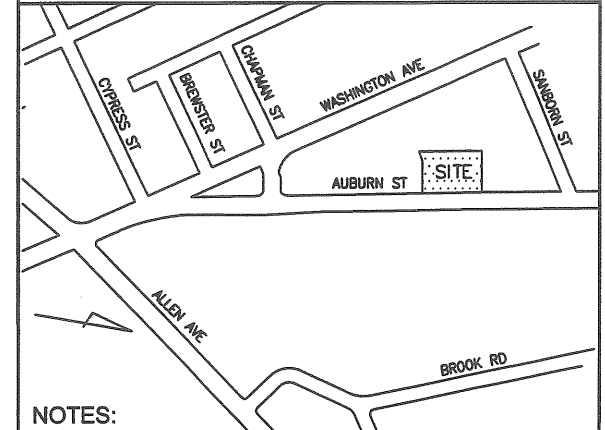 CYPRESS ST
BREWSTER ST
CHAPMAN ST
WASHINGTON AVE
SANBORN ST
AUBURN ST
SITE
ALLEN AVE
BROOK RD
NOTES: